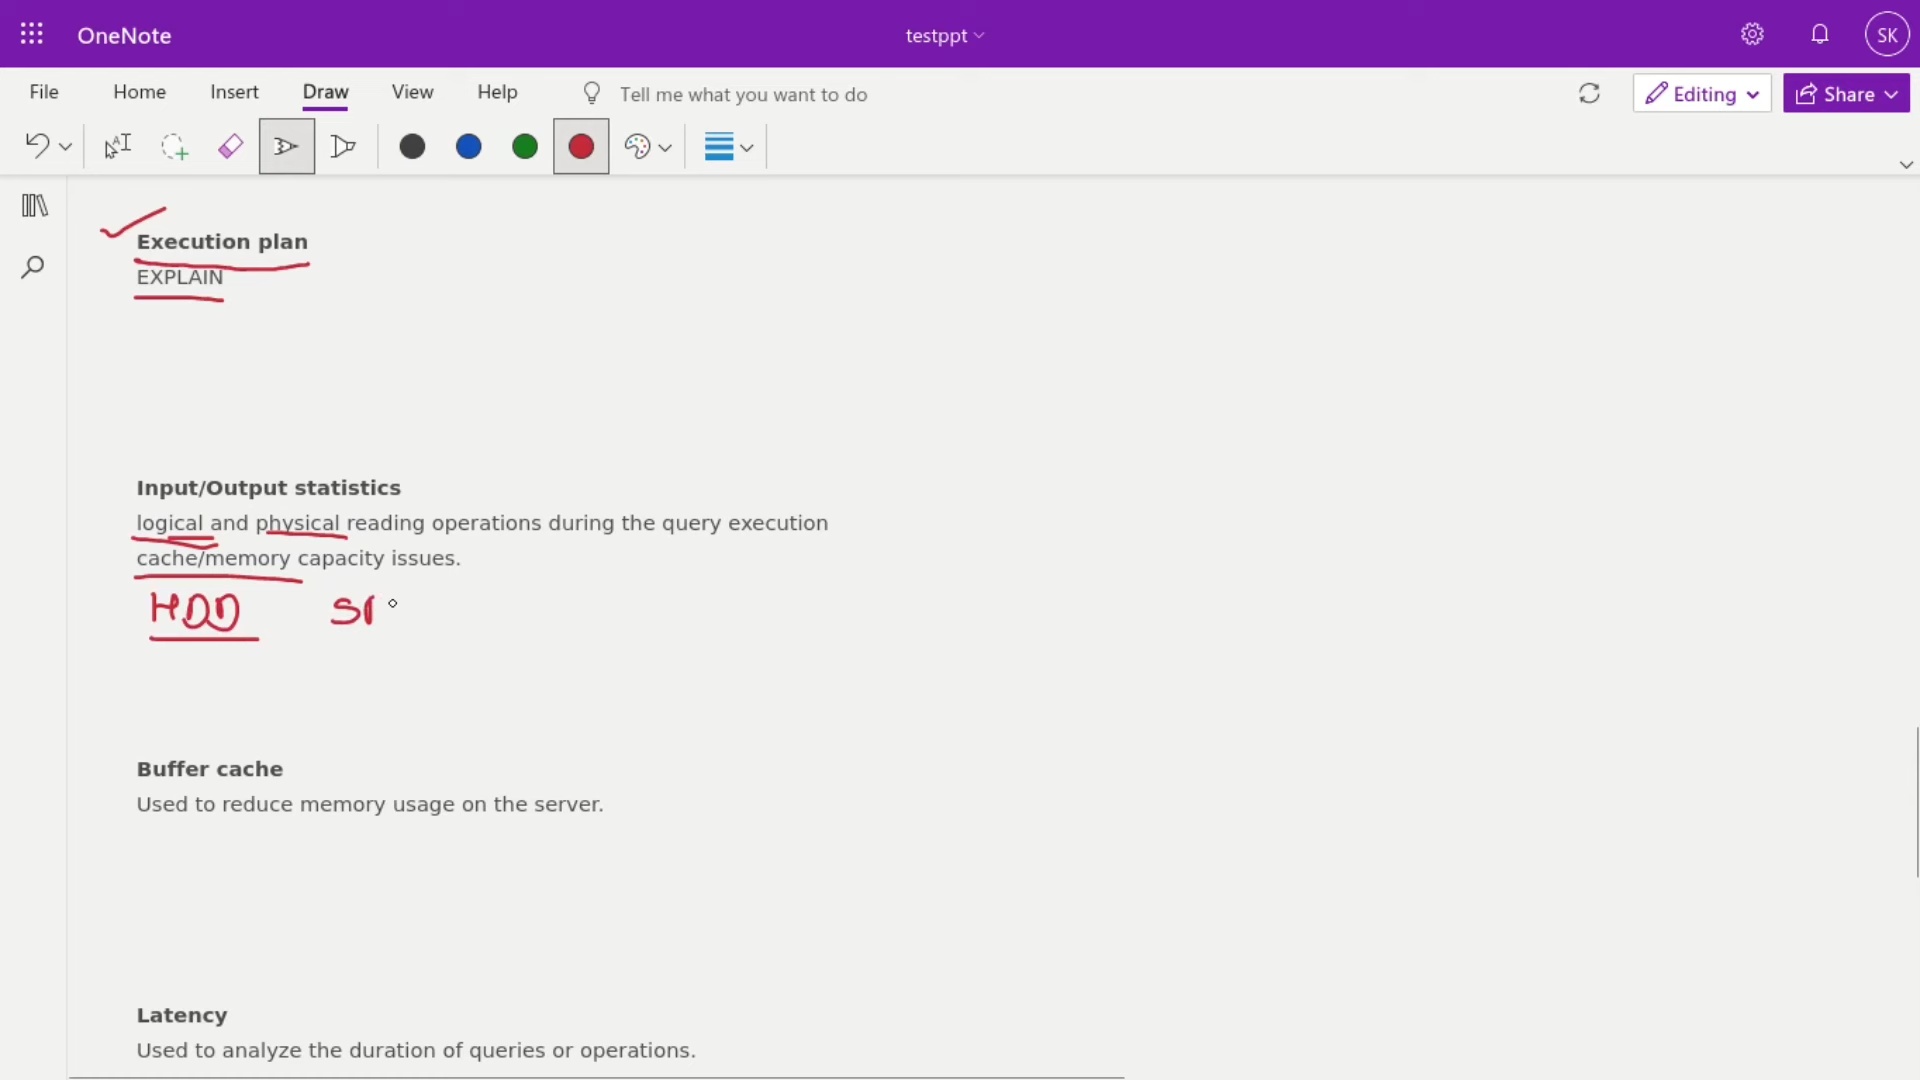 OneNote
testppt
SK
File Home Insert Draw View Help Tell me what you want to do
Editing Share
Execution plan
EXPLAIN
Input/Output statistics
logical and physical reading operations during the query execution
cache/memory capacity issues.
HDD
Buffer cache
Used to reduce memory usage on the server.
Latency
Used to analyze the duration of queries or operations.